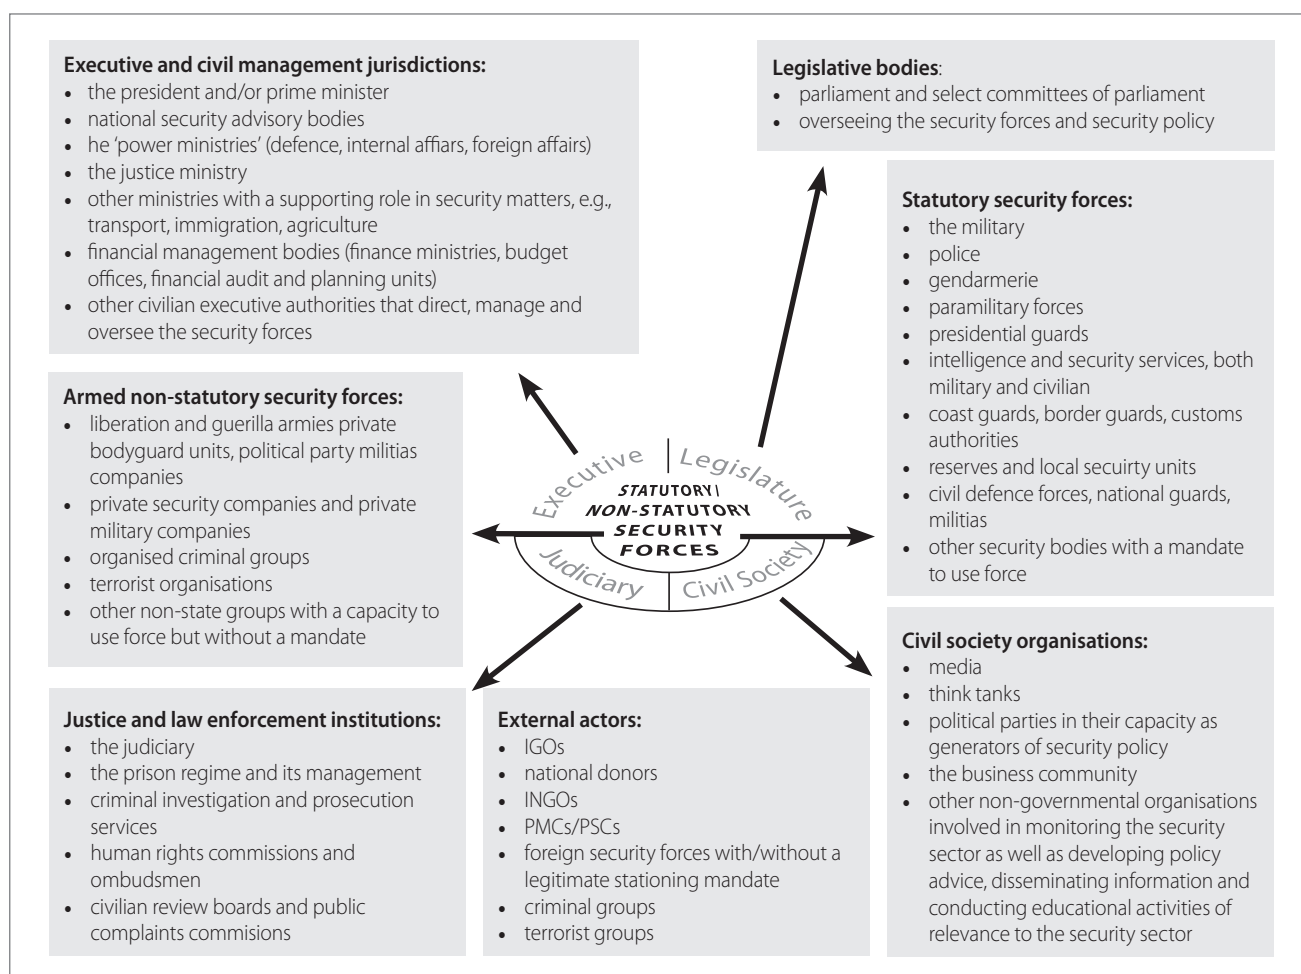 Executive and civil management jurisdictions:
• the president and/or prime minister
• national security advisory bodies
• he ‘power ministries’ (defence, internal affiars, foreign affairs)
• the justice ministry
• other ministries with a supporting role in security matters, e.g.,
transport, immigration, agriculture
• financial management bodies (finance ministries, budget
offices, financial audit and planning units)
• other civilian executive authorities that direct, manage and
oversee the security forces
Legislative bodies:
• parliament and select committees of parliament
• overseeing the security forces and security policy
Armed non-statutory security forces:
• liberation and guerilla armies private
bodyguard units, political party militias
companies
• private security companies and private
military companies
• organised criminal groups
• terrorist organisations
• other non-state groups with a capacity to
use force but without a mandate
Executive
Legislature
STATUTORY/
NON-STATUTORY
SECURITY
FORCES
Judiciary
Civil Society
Statutory security forces:
• the military
• police
• gendarmerie
• paramilitary forces
• presidential guards
• intelligence and security services, both
military and civilian
• coast guards, border guards, customs
authorities
• reserves and local secuirty units
• civil defence forces, national guards,
militias
• other security bodies with a mandate
to use force
Justice and law enforcement institutions:
• the judiciary
• the prison regime and its management
• criminal investigation and prosecution
services
• human rights commissions and
ombudsmen
• civilian review boards and public
complaints commisions
External actors:
• IGOs
• national donors
• INGOs
• PMCs/PSCs
• foreign security forces with/without a
legitimate stationing mandate
• criminal groups
• terrorist groups
Civil society organisations:
• media
• think tanks
• political parties in their capacity as
generators of security policy
• the business community
• other non-governmental organisations
involved in monitoring the security
sector as well as developing policy
advice, disseminating information and
conducting educational activities of
relevance to the security sector